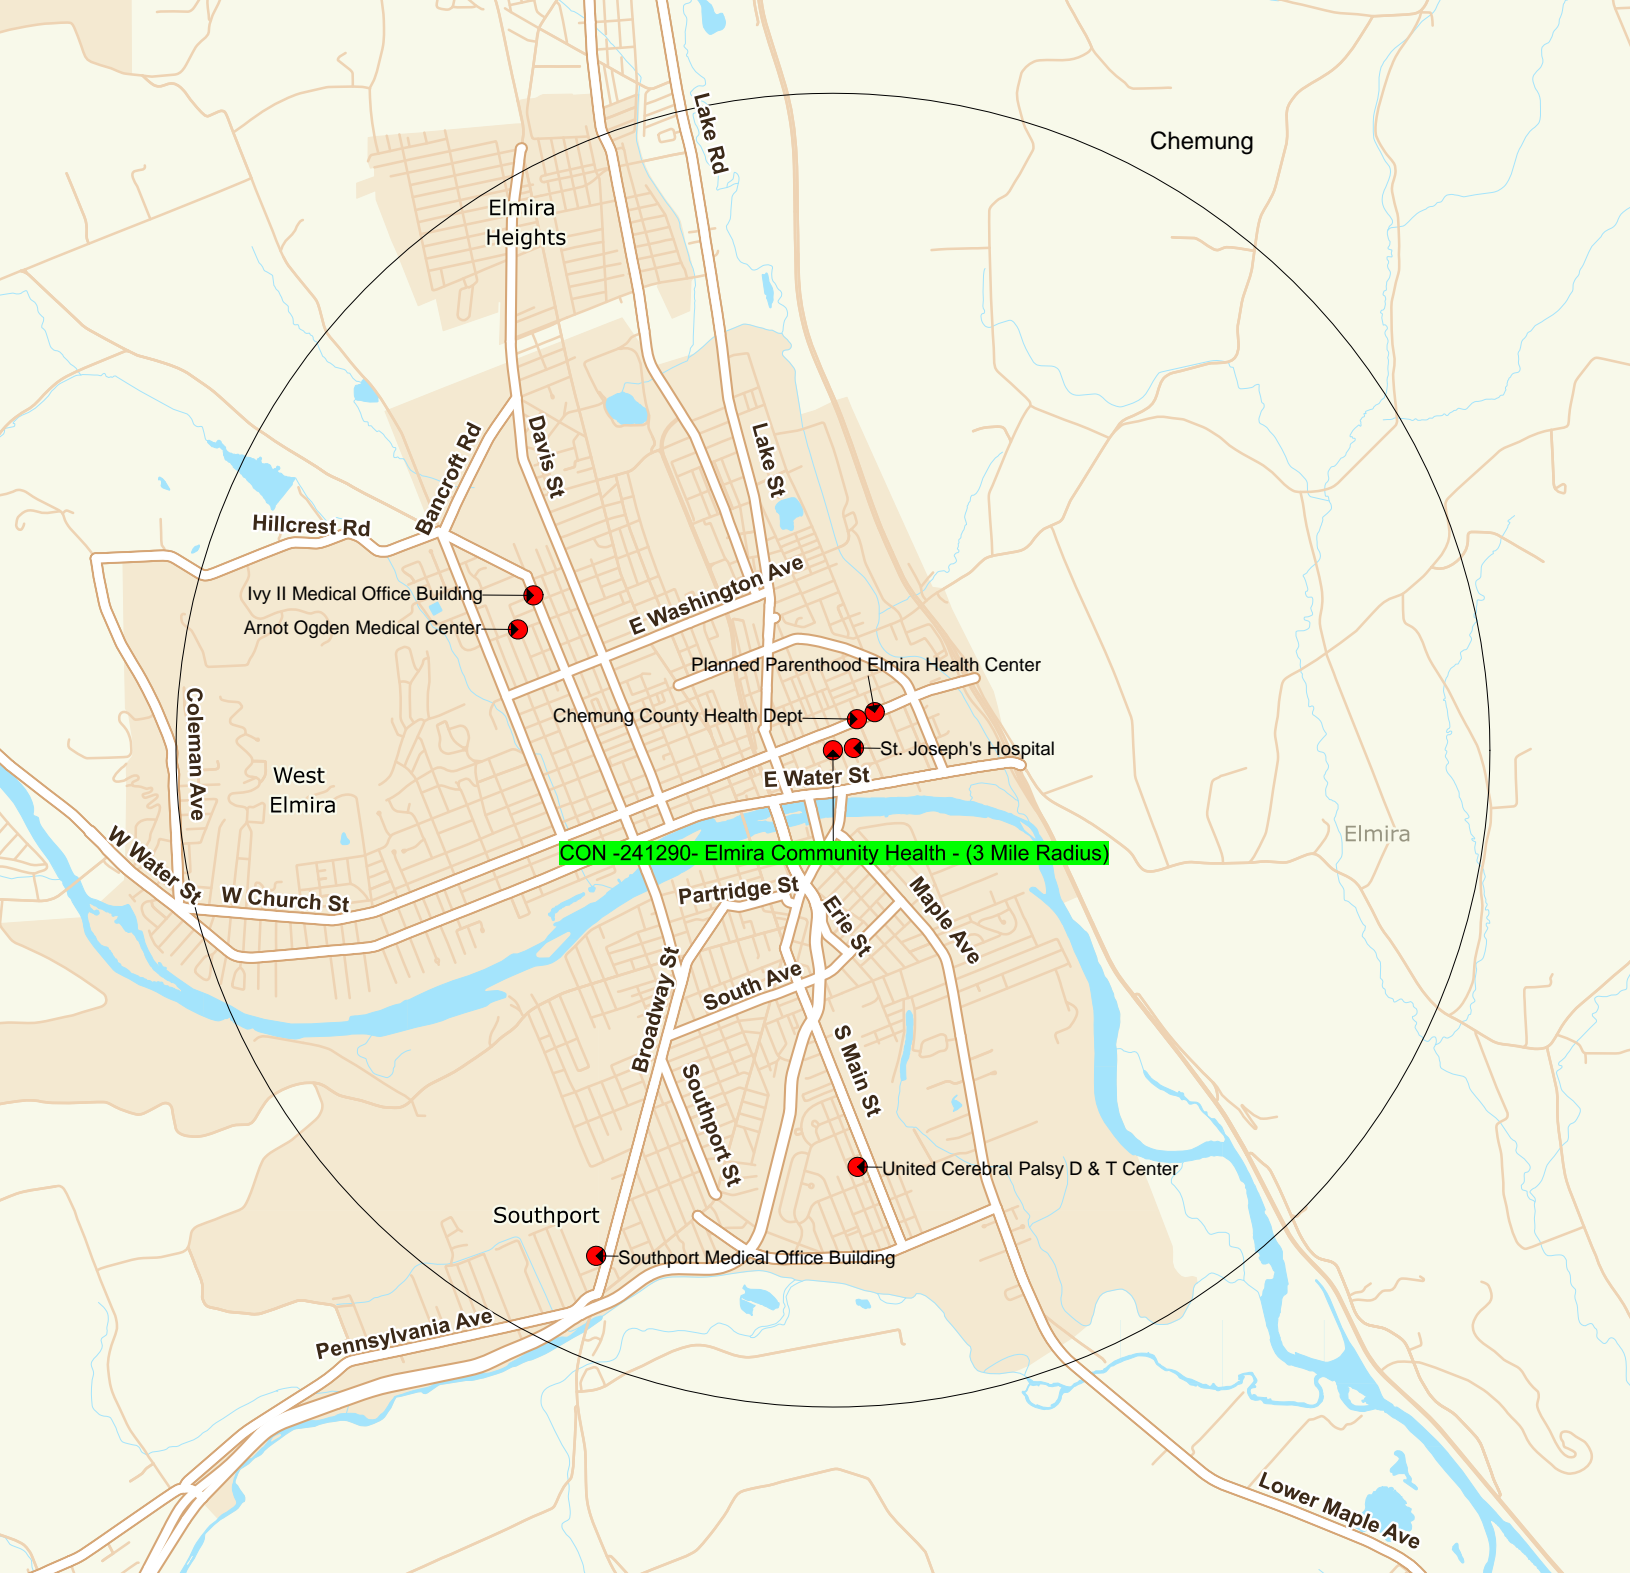 Lake Rd
Chemung
Elmira
Heights
Bancroft Rd
Davis St
Lake St
Hillcrest Rd
E Washington Ave
Ivy II Medical Office Building
Arnot Ogden Medical Center
Planned Parenthood Elmira Health Center
Chemung County Health Dept
St. Joseph's Hospital
Coleman Ave
West
Elmira
E Water St
Elmira
W Water St
CON -241290- Elmira Community Health - (3 Mile Radius)
W Church St
Partridge St
Erie St
Maple Ave
Broadway St
South Ave
S Main St
Southport St
United Cerebral Palsy D & T Center
Southport
Southport Medical Office Building
Pennsylvania Ave
Lower Maple Ave